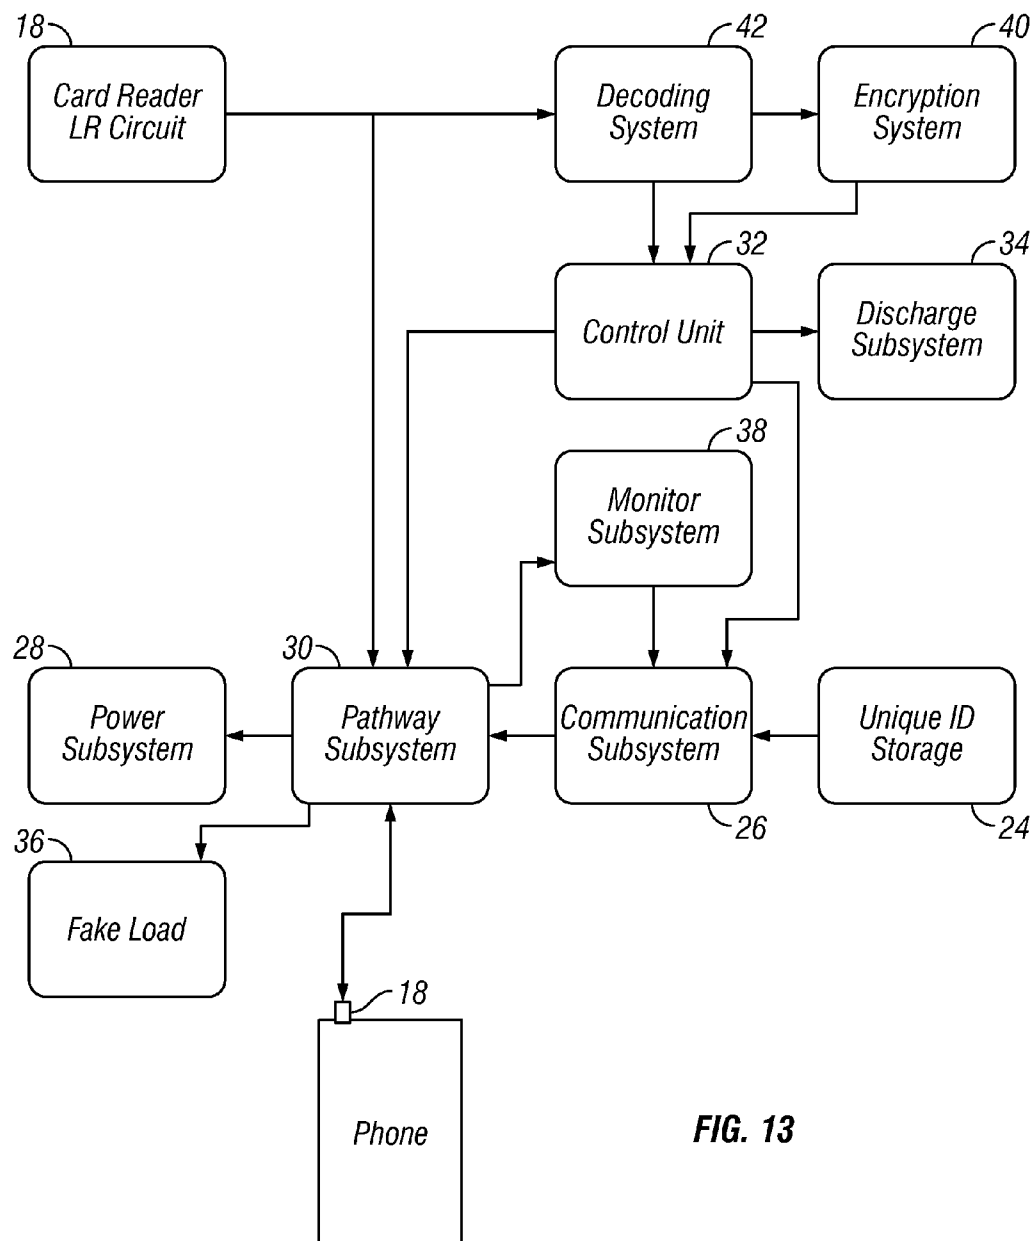 18
42
40
Card Reader
LR Circuit
Decoding
System
Encryption
System
32
34
Control Unit
Discharge
Subsystem
38
Monitor
Subsystem
28
30
Power
Subsystem
Pathway
Subsystem
Communication
Subsystem
Unique ID
Storage
26
24
36
Fake Load
18
Phone
FIG. 13